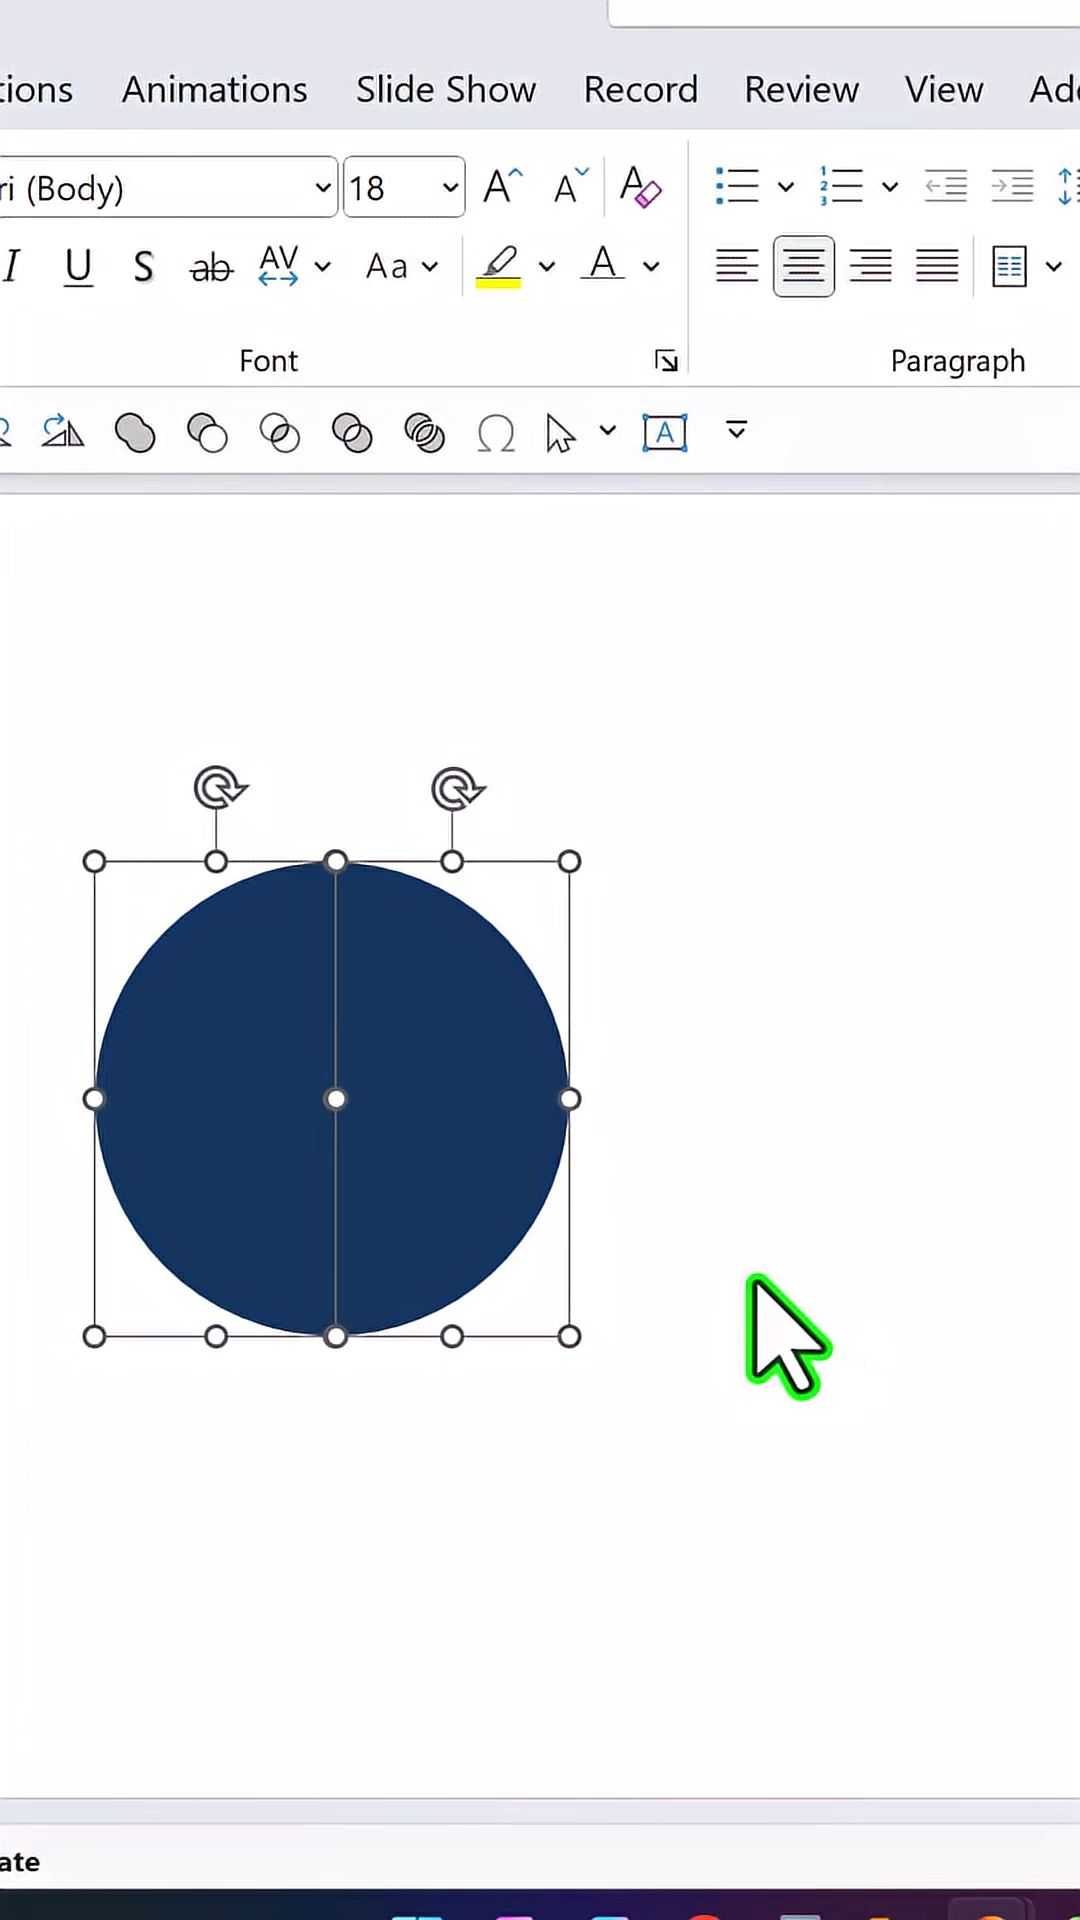 tions Animations Slide Show Record Review View Ad
ri (Body) 18
I U S ab AV Aa A
Font Paragraph
A
ate